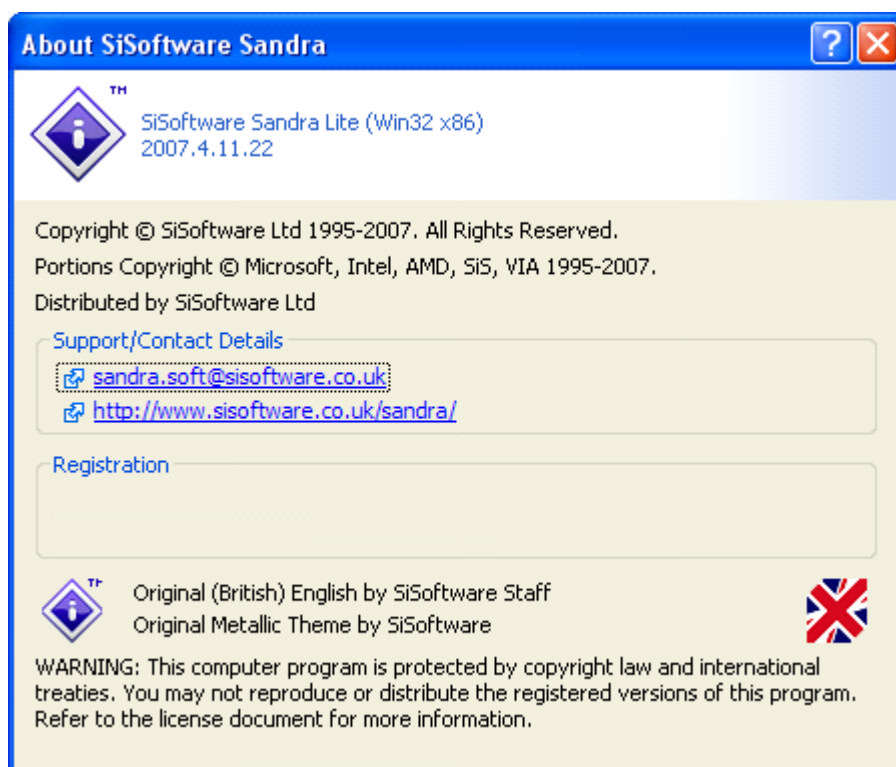 About SiSoftware Sandra
TM
SiSoftware Sandra Lite (Win32 x86)
2007.4.11.22
Copyright © SiSoftware Ltd 1995-2007. All Rights Reserved.
Portions Copyright © Microsoft, Intel, AMD, SiS, VIA 1995-2007.
Distributed by SiSoftware Ltd
Support/Contact Details
sandra.soft@sisoftware.co.uk
http://www.sisoftware.co.uk/sandra/
Registration
TM
Original (British) English by SiSoftware Staff
Original Metallic Theme by SiSoftware
WARNING: This computer program is protected by copyright law and international
treaties. You may not reproduce or distribute the registered versions of this program.
Refer to the license document for more information.